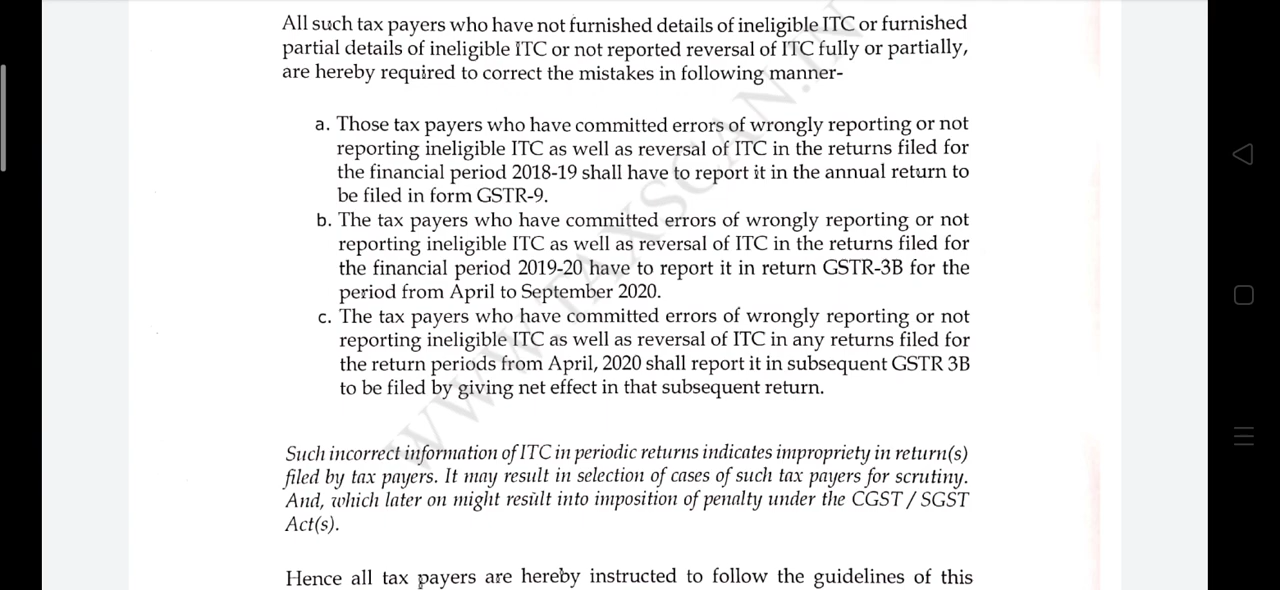 All such tax payers who have not furnished details of ineligible ITC or furnished
partial details of ineligible ITC or not reported reversal of ITC fully or partially,
are hereby required to correct the mistakes in following manner-
a. Those tax payers who have committed errors of wrongly reporting or not
reporting ineligible ITC as well as reversal of ITC in the returns filed for
the financial period 2018-19 shall have to report it in the annual return to
be filed in form GSTR-9.
b. The tax payers who have committed errors of wrongly reporting or not
reporting ineligible ITC as well as reversal of ITC in the returns filed for
the financial period 2019-20 have to report it in return GSTR-3B for the
period from April to September 2020.
c. The tax payers who have committed errors of wrongly reporting or not
reporting ineligible ITC as well as reversal of ITC in any returns filed for
the return periods from April, 2020 shall report it in subsequent GSTR 3B
to be filed by giving net effect in that subsequent return.
Such incorrect information of ITC in periodic returns indicates impropriety in return(s)
filed by tax payers. It may result in selection of cases of such tax payers for scrutiny.
And, which later on might result into imposition of penalty under the CGST / SGST
Act(s).
Hence all tax payers are hereby instructed to follow the guidelines of this
WWW.TAXSCAN.IN